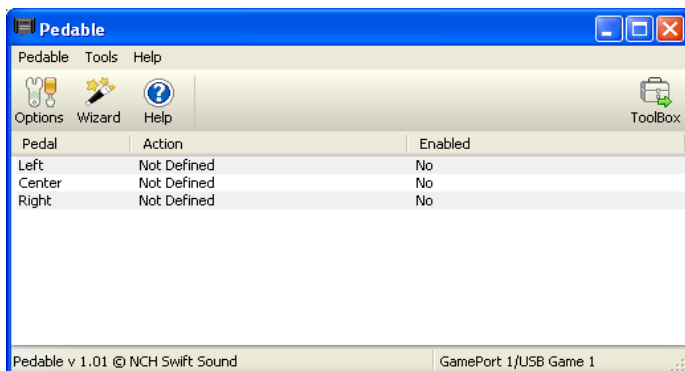 Pedable
Pedable Tools Help
Options Wizard Help ToolBox
Pedal Action Enabled
Left Not Defined No
Center Not Defined No
Right Not Defined No
Pedable v 1.01 © NCH Swift Sound GamePort 1/USB Game 1